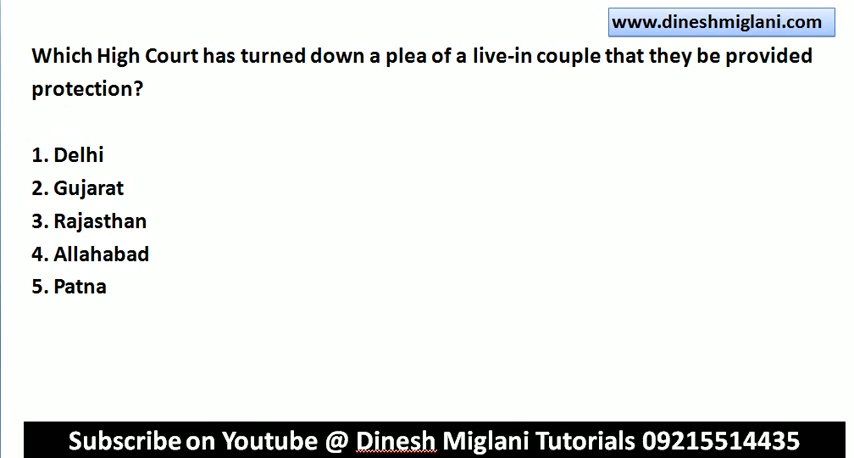 www.dineshmiglani.com
Which High Court has turned down a plea of a live-in couple that they be provided
protection?
1. Delhi
2. Gujarat
3. Rajasthan
4. Allahabad
5. Patna
Subscribe on Youtube @ Dinesh Miglani Tutorials 09215514435